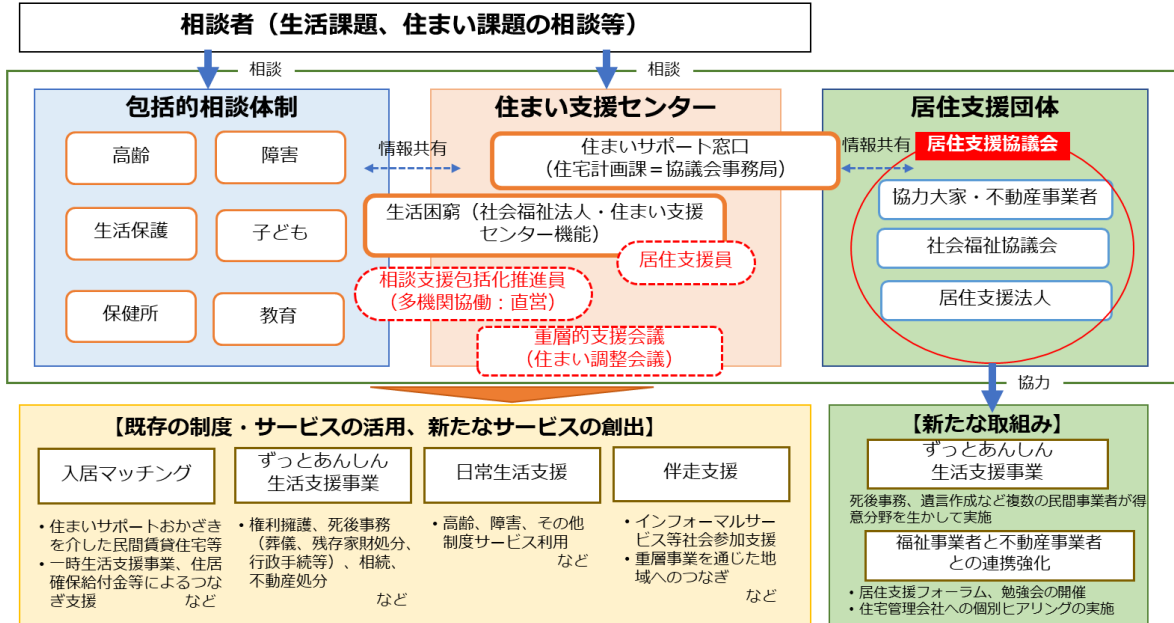 相談者（生活課題、住まい課題の相談等）
相談
相談
包括的相談体制
高齢
障害
生活保護
子ども
保健所
教育
情報共有
住まい支援センター
住まいサポート窓口
（住宅計画課＝協議会事務局）
生活困窮（社会福祉法人・住まい支援
センター機能）
居住支援員
相談支援包括化推進員
（多機関協働：直営）
重層的支援会議
（住まい調整会議）
情報共有
居住支援団体
居住支援協議会
協力大家・不動産事業者
社会福祉協議会
居住支援法人
協力
【既存の制度・サービスの活用、新たなサービスの創出】
入居マッチング
• 住まいサポートおかざき
を介した民間賃貸住宅等
• 一時生活支援事業、住居
確保給付金等によるつな
ぎ支援 など
ずっとあんしん
生活支援事業
• 権利擁護、死後事務
（葬儀、残存家財処分、
行政手続等）、相続、
不動産処分
など
日常生活支援
• 高齢、障害、その他
制度サービス利用
など
伴走支援
• インフォーマルサー
ビス等社会参加支援
• 重層事業を通じた地
域へのつなぎ
など
【新たな取組み】
ずっとあんしん
生活支援事業
死後事務、遺言作成など複数の民間事業者が得
意分野を生かして実施
福祉事業者と不動産事業者
との連携強化
• 居住支援フォーラム、勉強会の開催
• 住宅管理会社への個別ヒアリングの実施